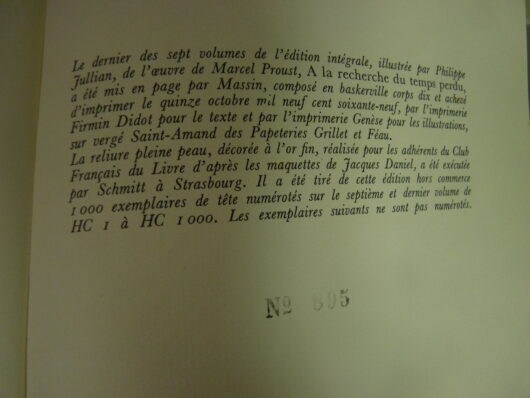 Le dernier des sept volumes de l'édition intégrale, illustrée par Philippe
Jullian, de l'œuvre de Marcel Proust, A la recherche du temps perdu,
a été mis en page par Massin, composé en baskerville corps dix et achevé
d'imprimer le quinze octobre mil neuf cent soixante-neuf, par l'imprimerie
Firmin Didot pour le texte et par l'imprimerie Genèse pour les illustrations,
sur vergé Saint-Amand des Papeteries Grillet et Féau.
La reliure pleine peau, décorée à l'or fin, réalisée pour les adhérents du Club
Français du Livre d'après les maquettes de Jacques Daniel, a été exécutée
par Schmitt à Strasbourg. Il a été tiré de cette édition hors commerce
1 000 exemplaires de tête numérotés sur le septième et dernier volume de
HC 1 à HC 1 000. Les exemplaires suivants ne sont pas numérotés.
Nº 895